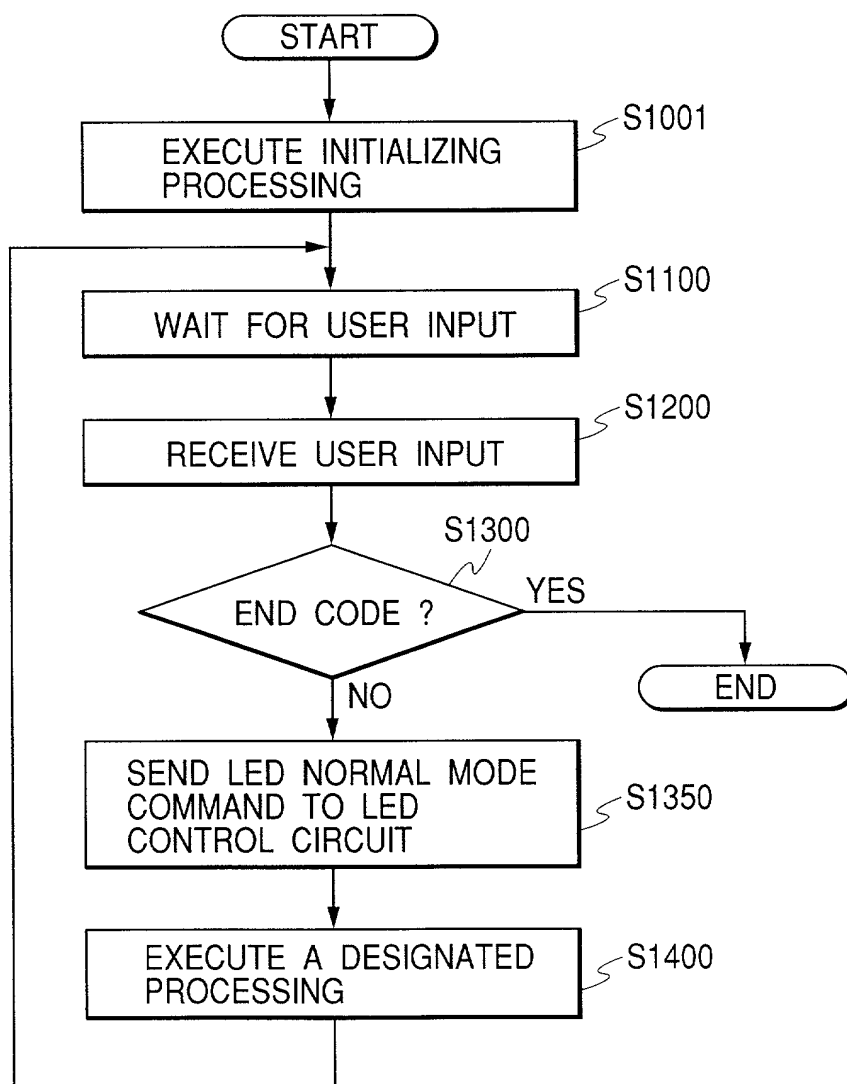 START
S1001
EXECUTE INITIALIZING
PROCESSING
S1100
WAIT FOR USER INPUT
S1200
RECEIVE USER INPUT
S1300
END CODE ?
YES
END
NO
SEND LED NORMAL MODE
COMMAND TO LED
CONTROL CIRCUIT
S1350
EXECUTE A DESIGNATED
PROCESSING
S1400